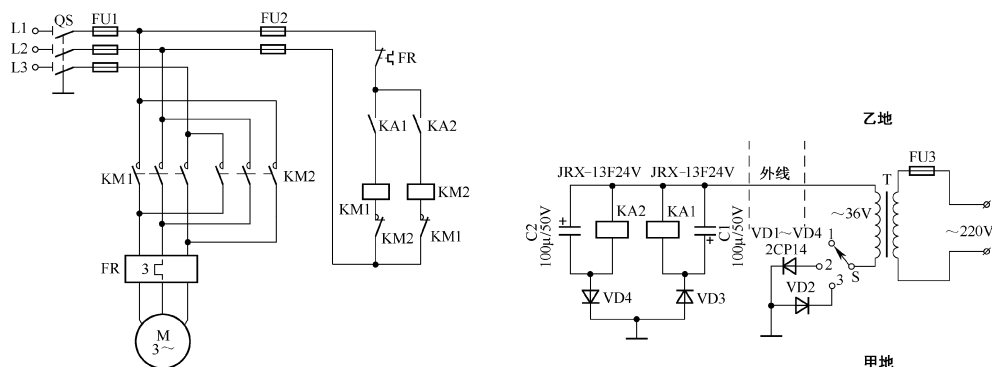 L1
QS
FU1
FU2
L2
L3
FR
KA1
KA2
KM1
KM2
KM1
KM2
KM2
KM1
FR
3
M
3～
乙地
JRX-13F24V
JRX-13F24V
外线
T
FU3
C2
100μ/50V
KA2
KA1
C1
100μ/50V
～36V
～220V
VD1～VD4
2CP14
1
2
3
S
VD4
VD3
VD2
甲地